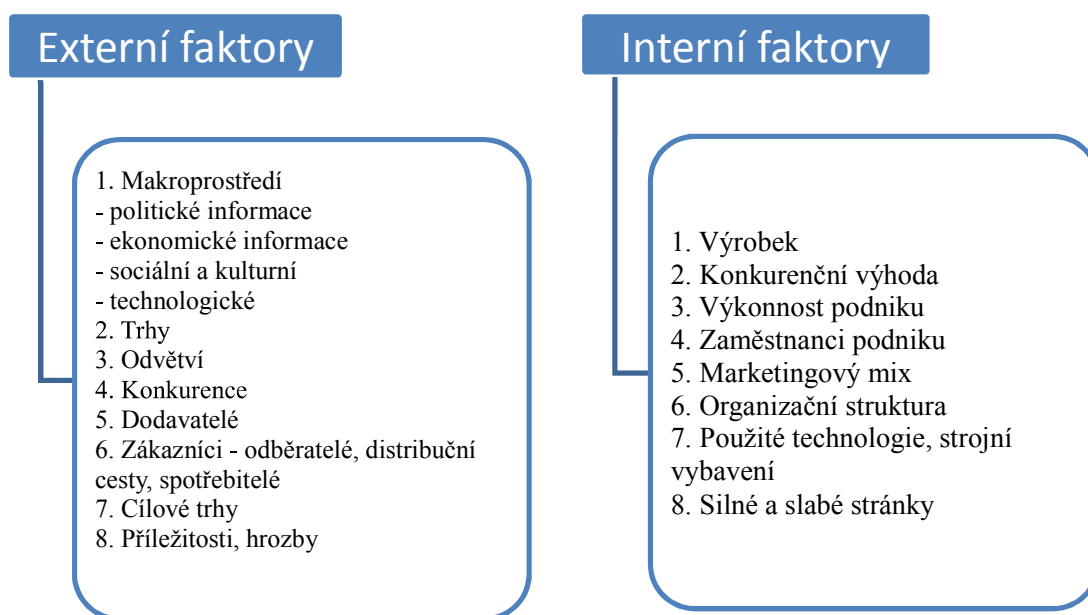 Externí faktory
1. Makroprostředí
- politické informace
- ekonomické informace
- sociální a kulturní
- technologické
2. Trhy
3. Odvětví
4. Konkurence
5. Dodavatelé
6. Zákazníci - odběratelé, distribuční
cesty, spotřebitelé
7. Cílové trhy
8. Příležitosti, hrozby
Interní faktory
1. Výrobek
2. Konkurenční výhoda
3. Výkonnost podniku
4. Zaměstnanci podniku
5. Marketingový mix
6. Organizační struktura
7. Použité technologie, strojní
vybavení
8. Silné a slabé stránky